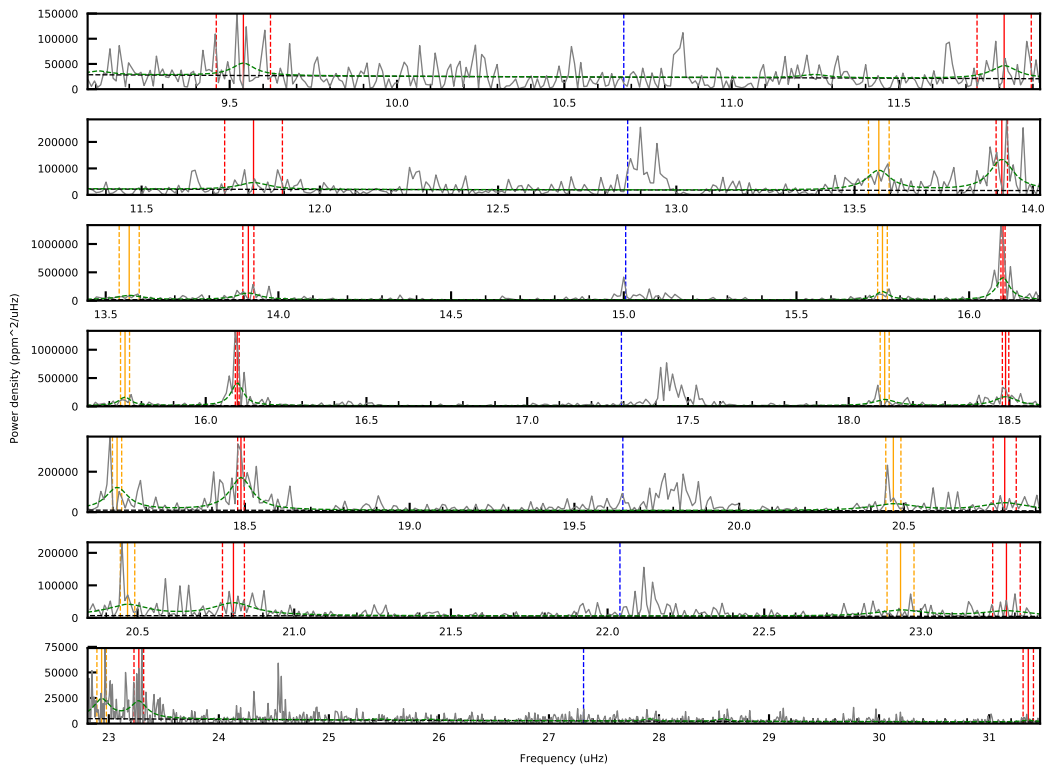 150000
100000
50000
0
9.5 10.0 10.5 11.0 11.5
200000
100000
0
11.5 12.0 12.5 13.0 13.5 14.0
1000000
500000
0
13.5 14.0 14.5 15.0 15.5 16.0
Power density (ppm^2/uHz)
1000000
500000
0
16.0 16.5 17.0 17.5 18.0 18.5
200000
0
18.5 19.0 19.5 20.0 20.5
200000
100000
0
20.5 21.0 21.5 22.0 22.5 23.0
75000
50000
25000
0
23 24 25 26 27 28 29 30 31
Frequency (uHz)